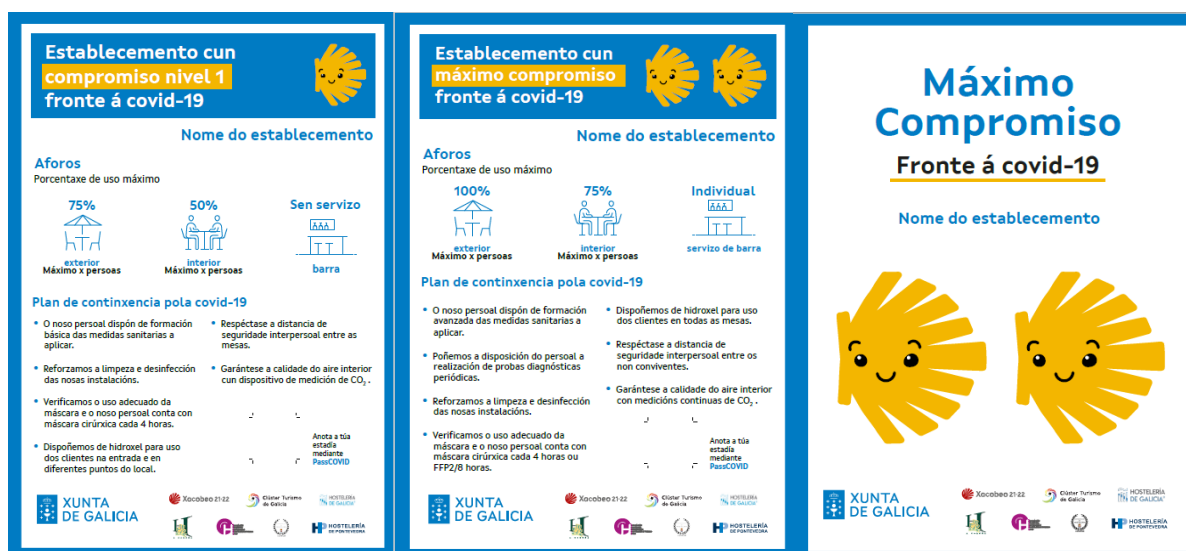 Establecemento cun
compromiso nivel 1
fronte á covid-19
Nome do establecemento
Aforos
Porcentaxe de uso máximo
75%
exterior
Máximo x persoas
50%
interior
Máximo x persoas
Sen servizo
barra
Plan de continxencia pola covid-19
• O noso persoal dispón de formación
básica das medidas sanitarias a
aplicar.
• Reforzamos a limpeza e desinfección
das nosas instalacións.
• Verificamos o uso adecuado da
máscara e o noso persoal conta con
máscara cirúrxica cada 4 horas.
• Dispoñemos de hidroxel para uso
dos clientes na entrada e en
diferentes puntos do local.
• Respéctase a distancia de
seguridade interpersoal entre as
mesas.
• Garántese a calidade do aire interior
cun dispositivo de medición de CO₂.
Anota a túa
estadía
mediante
PassCOVID
XUNTA
DE GALICIA
Xacobeo 21·22
Clúster Turismo
de Galicia
HOSTELERÍA
DE GALICIA
HOSTELERÍA
DE PONTEVEDRA
Establecemento cun
máximo compromiso
fronte á covid-19
Nome do establecemento
Aforos
Porcentaxe de uso máximo
100%
exterior
Máximo x persoas
75%
interior
Máximo x persoas
Individual
servizo de barra
Plan de continxencia pola covid-19
• O noso persoal dispón de formación
avanzada das medidas sanitarias a
aplicar.
• Poñemos a disposición do persoal a
realización de probas diagnósticas
periódicas.
• Reforzamos a limpeza e desinfección
das nosas instalacións.
• Verificamos o uso adecuado da
máscara e o noso persoal conta con
máscara cirúrxica cada 4 horas ou
FFP2/8 horas.
• Dispoñemos de hidroxel para uso
dos clientes en todas as mesas.
• Respéctase a distancia de
seguridade interpersoal entre os
non conviventes.
• Garántese a calidade do aire interior
con medicións continuas de CO₂.
Anota a túa
estadía
mediante
PassCOVID
XUNTA
DE GALICIA
Xacobeo 21·22
Clúster Turismo
de Galicia
HOSTELERÍA
DE GALICIA
HOSTELERÍA
DE PONTEVEDRA
Máximo
Compromiso
Fronte á covid-19
Nome do establecemento
XUNTA
DE GALICIA
Xacobeo 21·22
Clúster Turismo
de Galicia
HOSTELERÍA
DE GALICIA
HOSTELERÍA
DE PONTEVEDRA